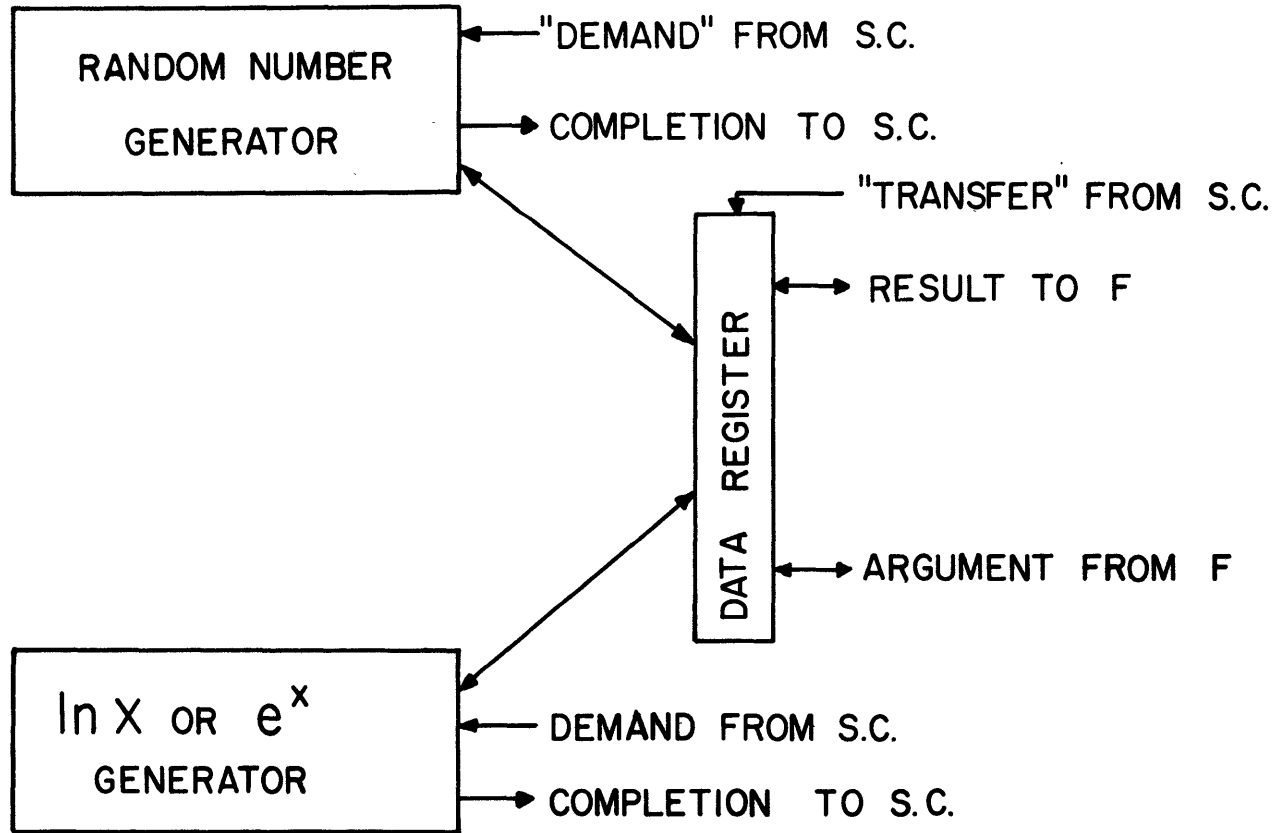 "DEMAND" FROM S.C.
RANDOM NUMBER
GENERATOR
COMPLETION TO S.C.
"TRANSFER" FROM S.C.
RESULT TO F
DATA REGISTER
ARGUMENT FROM F
ln X OR e^x
GENERATOR
DEMAND FROM S.C.
COMPLETION TO S.C.